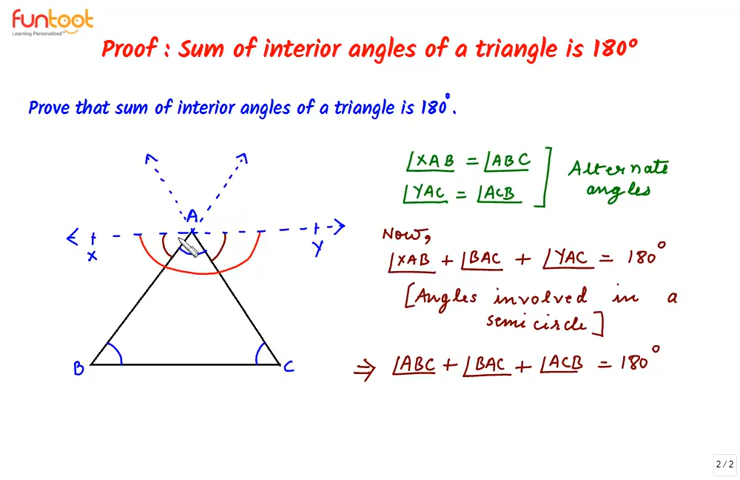 funtoot
Learning Personalized
Proof : Sum of interior angles of a triangle is 180°
Prove that sum of interior angles of a triangle is 180°.
∠XAB = ∠ABC
∠YAC = ∠ACB
Alternate
angles
A
X
Y
B
C
Now,
∠XAB + ∠BAC + ∠YAC = 180°
[Angles involved in a
semicircle]
⇒ ∠ABC + ∠BAC + ∠ACB = 180°
2 / 2